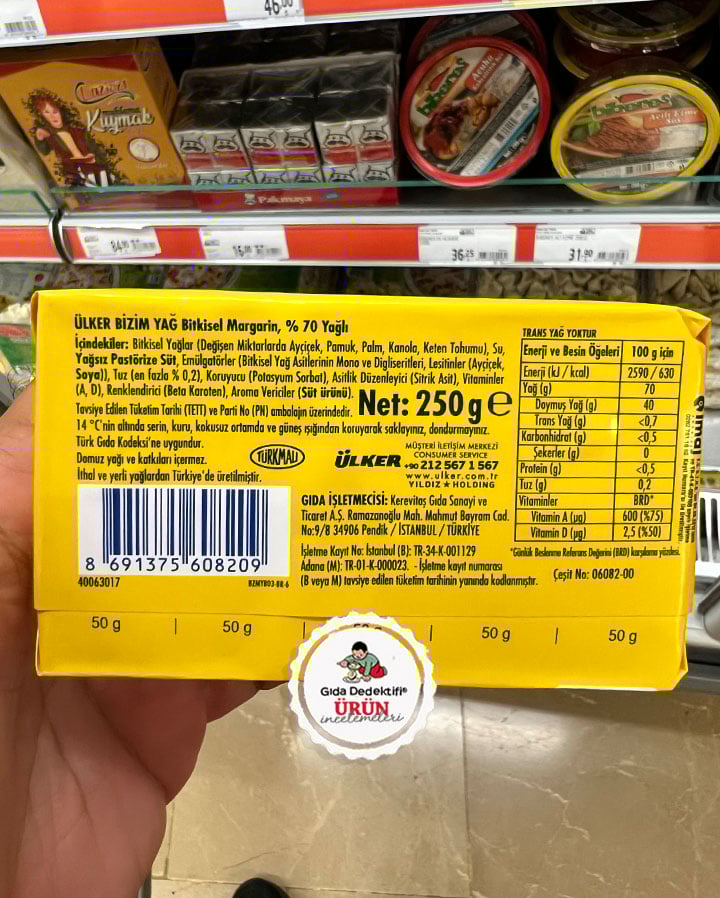 46.00
Kuymak
Pakmaya
36.25
31.90
Acılı Ezme
ÜLKER BİZİM YAĞ Bitkisel Margarin, % 70 Yağlı
İçindekiler: Bitkisel Yağlar (Değişen Miktarlarda Ayçiçek, Pamuk, Palm, Kanola, Keten Tohumu), Su,
Yağsız Pastörize Süt, Emülgatörler (Bitkisel Yağ Asitlerinin Mono ve Digliseritleri, Lesitinler (Ayçiçek,
Soya)), Tuz (en fazla % 0,2), Koruyucu (Potasyum Sorbat), Asitlik Düzenleyici (Sitrik Asit), Vitaminler
(A, D), Renklendirici (Beta Karoten), Aroma Vericiler (Süt ürünü).
Net: 250 g e
Tavsiye Edilen Tüketim Tarihi (TETT) ve Parti No (PN) ambalajın üzerindedir.
14 °C'nin altında serin, kuru, kokusuz ortamda ve güneş ışığından koruyarak saklayınız, dondurmayınız.
Türk Gıda Kodeksi'ne uygundur.
Domuz yağı ve katkıları içermez.
İthal ve yerli yağlardan Türkiye'de üretilmiştir.
TÜRK MALI
ÜLKER
MÜŞTERİ İLETİŞİM MERKEZİ
CONSUMER SERVICE
+90 212 567 1 567
www.ulker.com.tr
YILDIZ HOLDING
GIDA İŞLETMECİSİ: Kerevitaş Gıda Sanayi ve
Ticaret A.Ş. Ramazanoğlu Mah. Mahmut Bayram Cad.
No:9/B 34906 Pendik / İSTANBUL / TÜRKİYE
İşletme Kayıt No: İstanbul (B): TR-34-K-001129
Adana (M): TR-01-K-000023. - İşletme kayıt numarası
(B veya M) tavsiye edilen tüketim tarihinin yanında kodlanmıştır.
8 691375 608209
40063017
BZMY803-BR-6
TRANS YAĞ YOKTUR
Enerji ve Besin Öğeleri 100 g için
Enerji (kJ / kcal) 2590 / 630
Yağ (g) 70
Doymuş Yağ (g) 40
Trans Yağ (g) <0,7
Karbonhidrat (g) <0,5
Şekerler (g) 0
Protein (g) <0,5
Tuz (g) 0,2
Vitaminler BRD*
Vitamin A (µg) 600 (%75)
Vitamin D (µg) 2,5 (%50)
*Günlük Beslenme Referans Değerini (BRD) karşılama yüzdesi.
Çeşit No: 06082-00
50 g | 50 g | 50 g | 50 g
Gıda Dedektifi®
ÜRÜN
incelemeleri